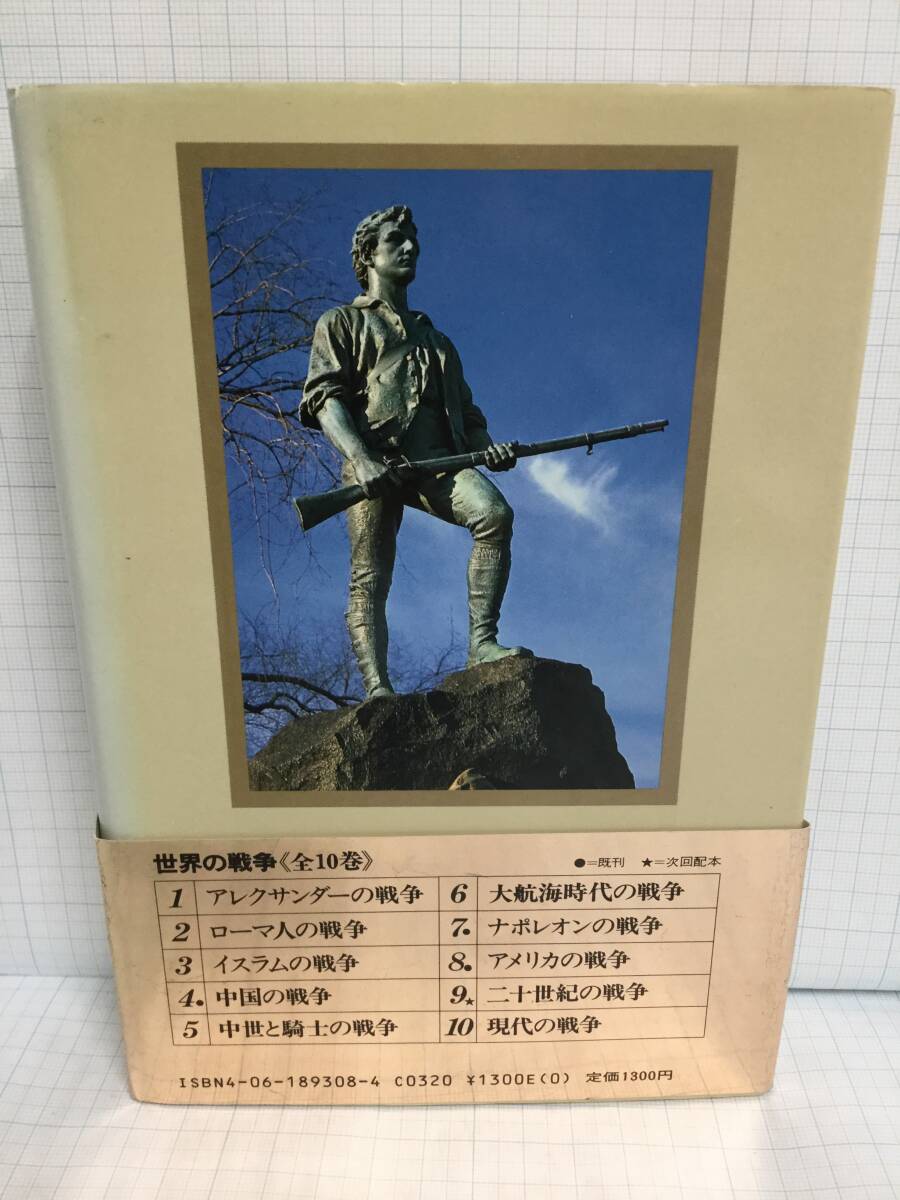 世界の戦争《全10巻》 ●=既刊 ★=次回配本
1 アレクサンダーの戦争 6 大航海時代の戦争
2 ローマ人の戦争 7● ナポレオンの戦争
3 イスラムの戦争 8● アメリカの戦争
4● 中国の戦争 9★ 二十世紀の戦争
5 中世と騎士の戦争 10 現代の戦争
ISBN4-06-189308-4 C0320 ¥1300E(0) 定価1300円